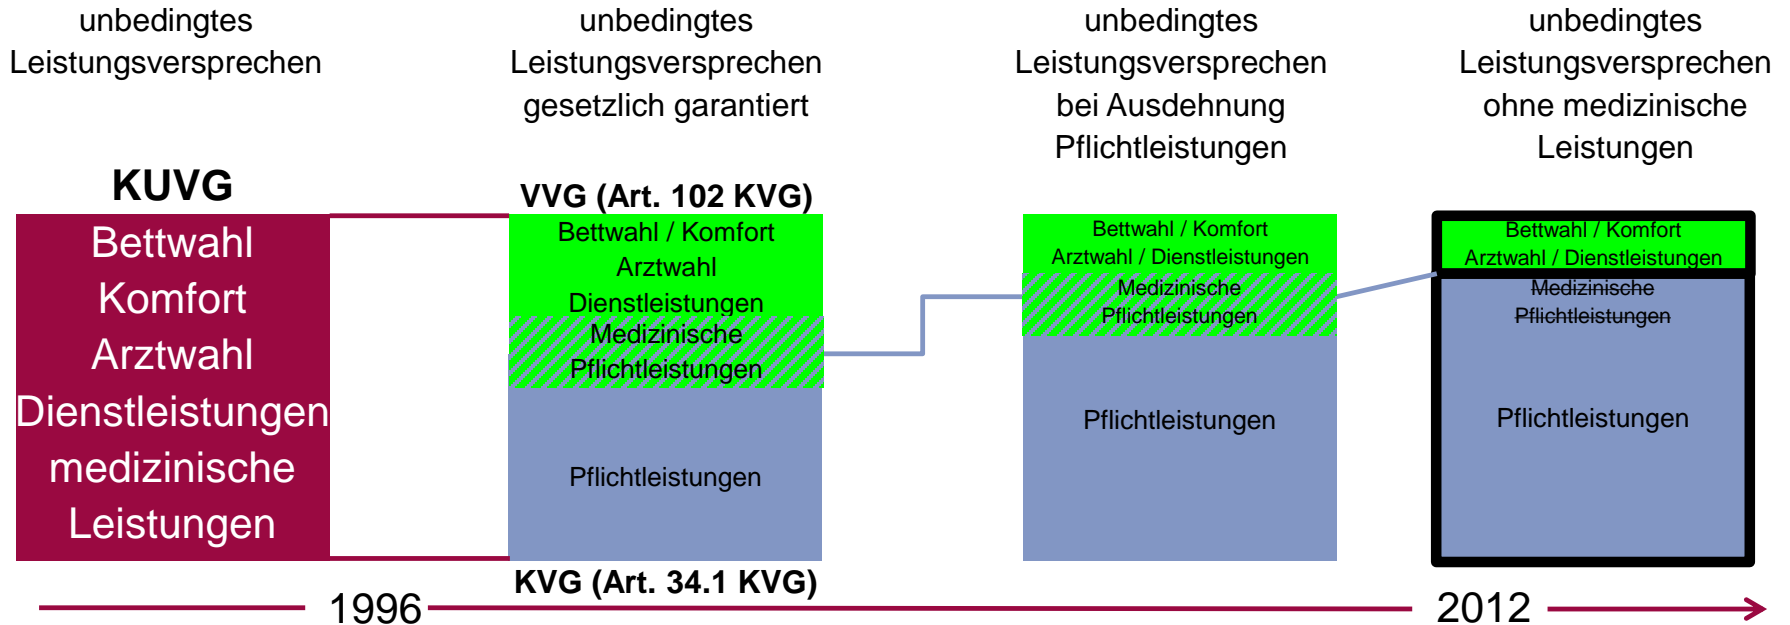 unbedingtes
Leistungsversprechen
unbedingtes
Leistungsversprechen
gesetzlich garantiert
unbedingtes
Leistungsversprechen
bei Ausdehnung
Pflichtleistungen
unbedingtes
Leistungsversprechen
ohne medizinische
Leistungen
KUVG
Bettwahl
Komfort
Arztwahl
Dienstleistungen
medizinische
Leistungen
VVG (Art. 102 KVG)
Bettwahl / Komfort
Arztwahl
Dienstleistungen
Medizinische
Pflichtleistungen
Pflichtleistungen
KVG (Art. 34.1 KVG)
Bettwahl / Komfort
Arztwahl / Dienstleistungen
Medizinische
Pflichtleistungen
Pflichtleistungen
Bettwahl / Komfort
Arztwahl / Dienstleistungen
Medizinische
Pflichtleistungen
Pflichtleistungen
1996
2012